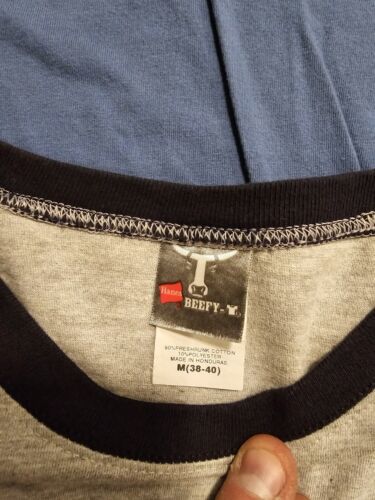 Hanes
BEEFY-T®
90%PRESHRUNK COTTON
10%POLYESTER
MADE IN HONDURAS
M(38-40)